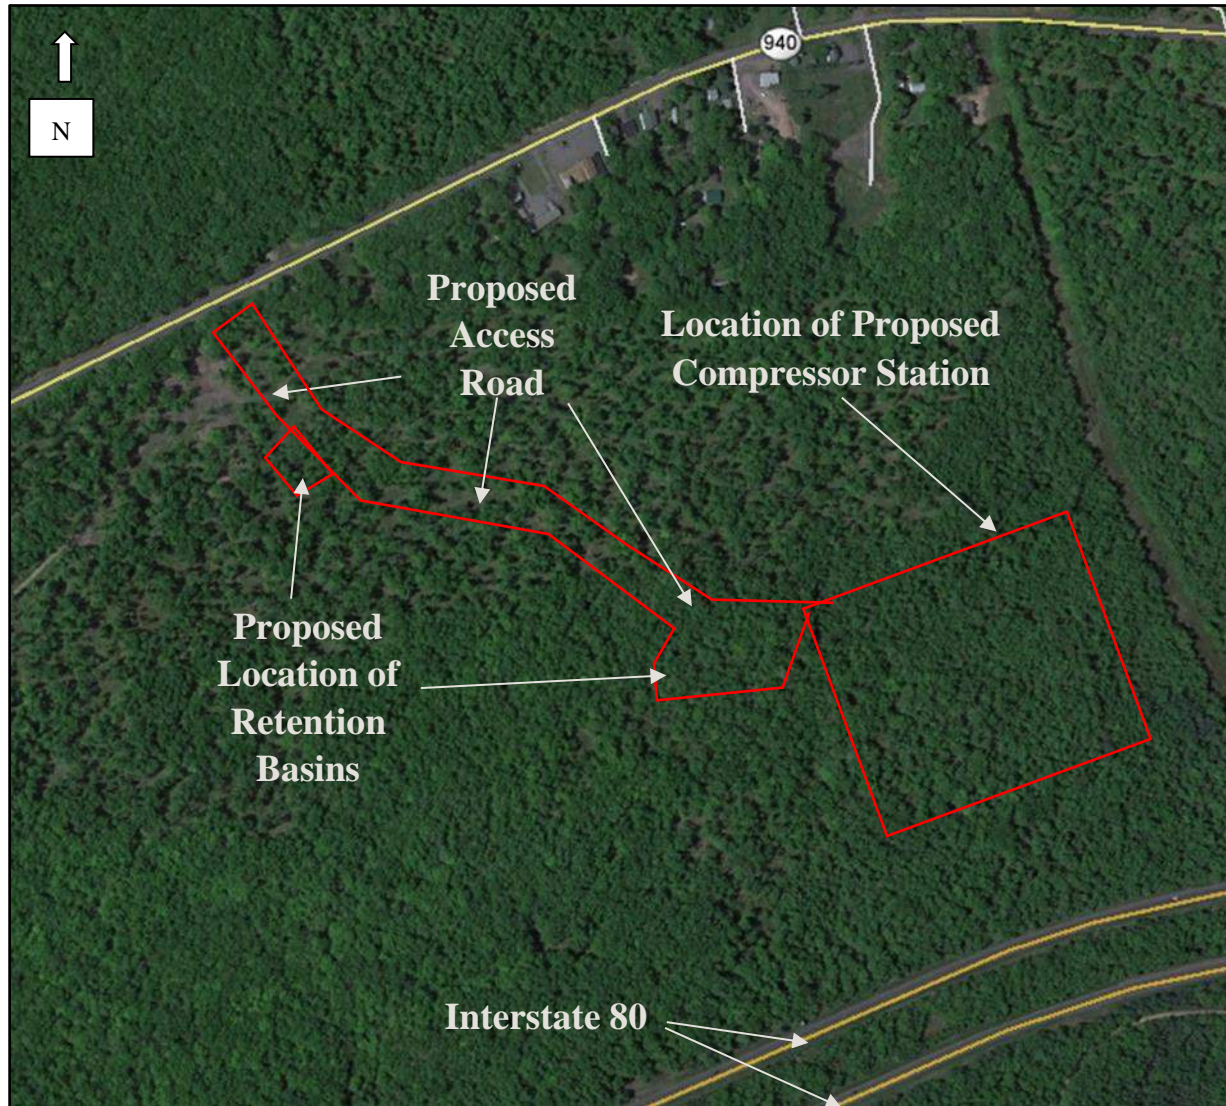 940
N
Proposed
Access
Road
Location of Proposed
Compressor Station
Proposed
Location of
Retention
Basins
Interstate 80